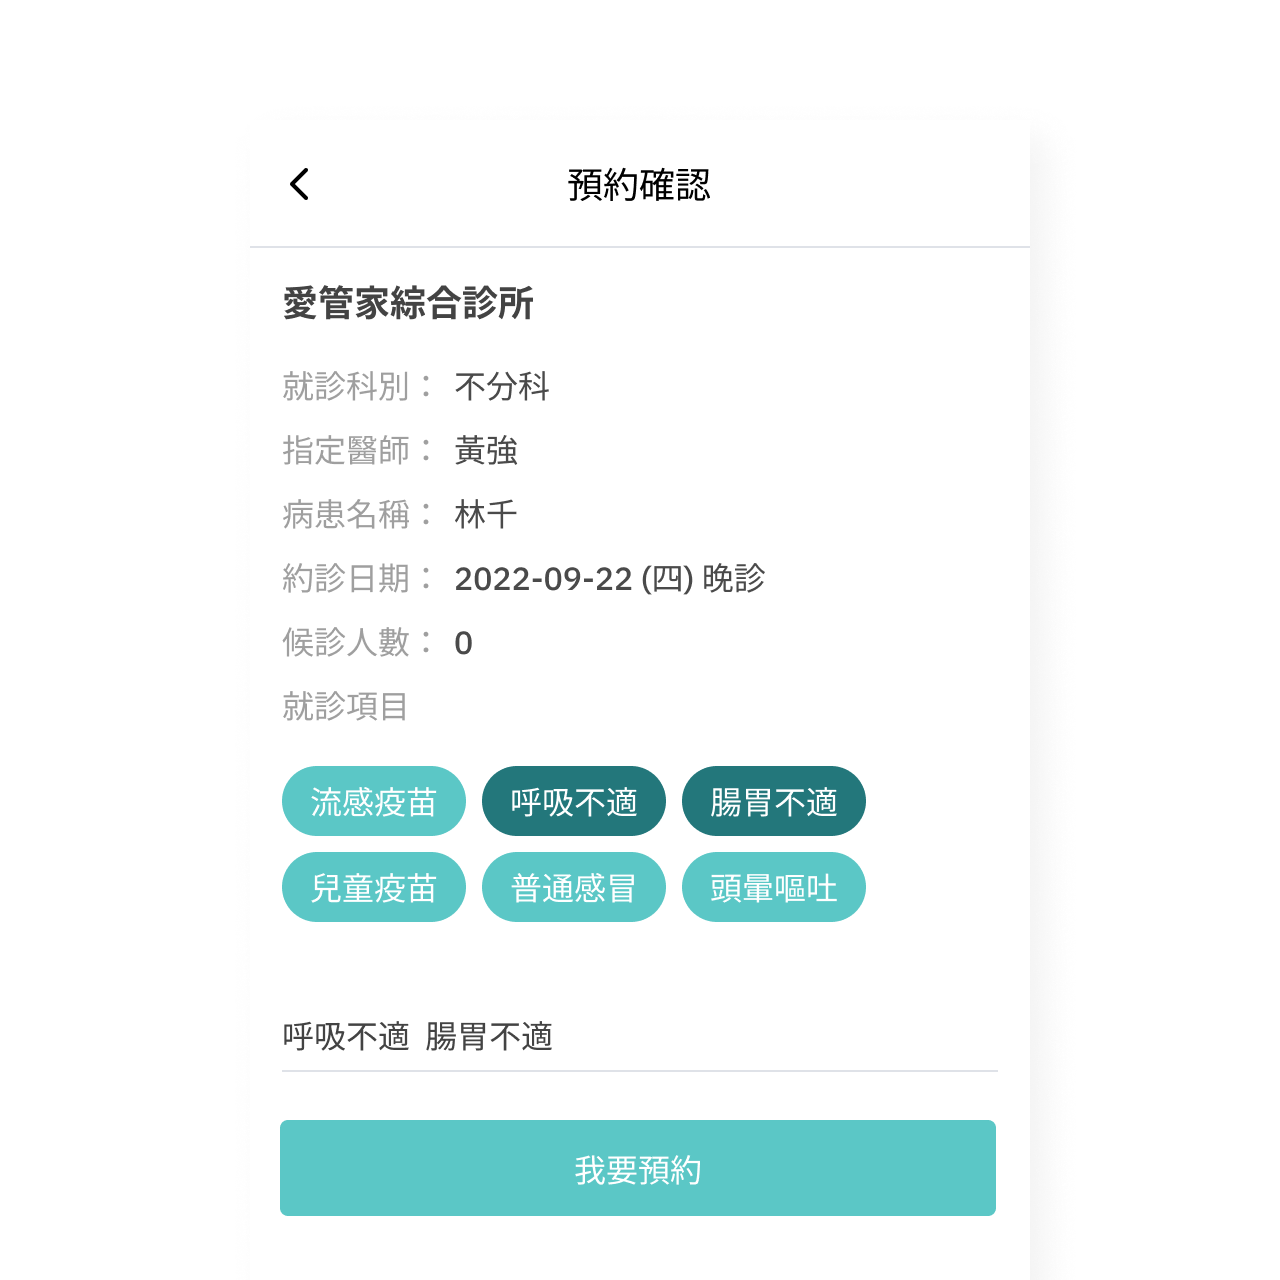 預約確認
愛管家綜合診所
就診科別： 不分科
指定醫師： 黃強
病患名稱： 林千
約診日期： 2022-09-22 (四) 晚診
候診人數： 0
就診項目
流感疫苗 呼吸不適 腸胃不適
兒童疫苗 普通感冒 頭暈嘔吐
呼吸不適 腸胃不適
我要預約